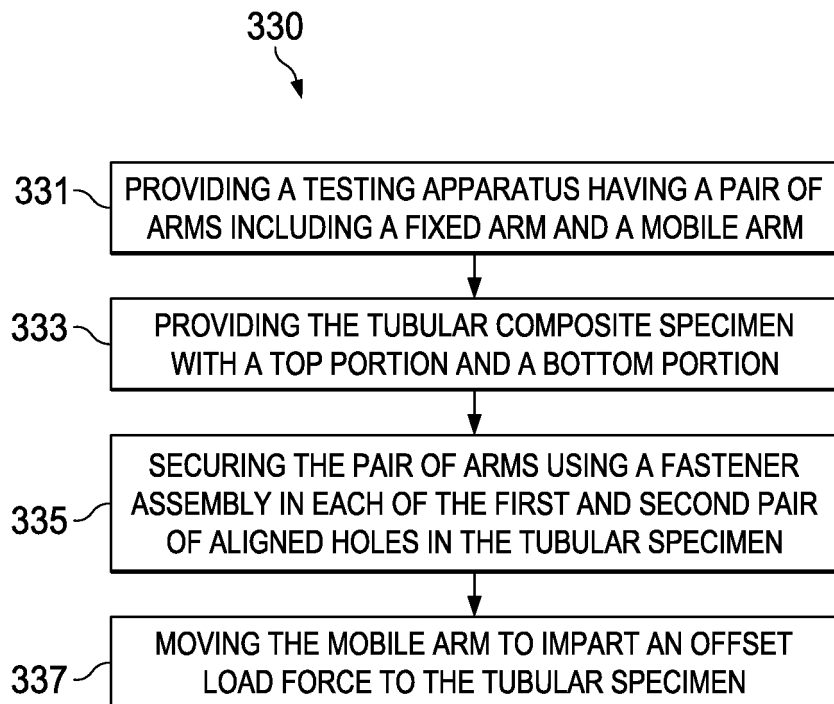 330
331
PROVIDING A TESTING APPARATUS HAVING A PAIR OF
ARMS INCLUDING A FIXED ARM AND A MOBILE ARM
333
PROVIDING THE TUBULAR COMPOSITE SPECIMEN
WITH A TOP PORTION AND A BOTTOM PORTION
335
SECURING THE PAIR OF ARMS USING A FASTENER
ASSEMBLY IN EACH OF THE FIRST AND SECOND PAIR
OF ALIGNED HOLES IN THE TUBULAR SPECIMEN
337
MOVING THE MOBILE ARM TO IMPART AN OFFSET
LOAD FORCE TO THE TUBULAR SPECIMEN